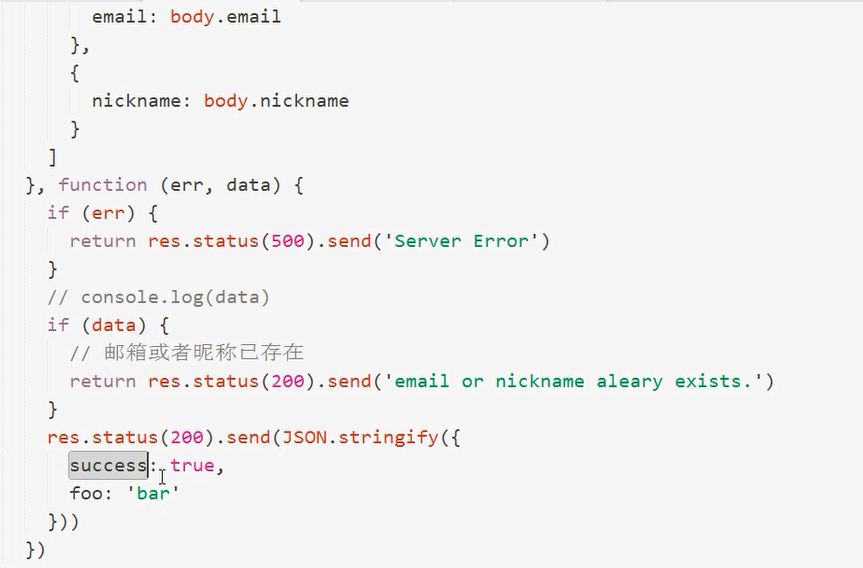 email: body.email
},
{
nickname: body.nickname
}
]
}, function (err, data) {
if (err) {
return res.status(500).send('Server Error')
}
// console.log(data)
if (data) {
// 邮箱或者昵称已存在
return res.status(200).send('email or nickname aleary exists.')
}
res.status(200).send(JSON.stringify({
success: true,
foo: 'bar'
}))
})